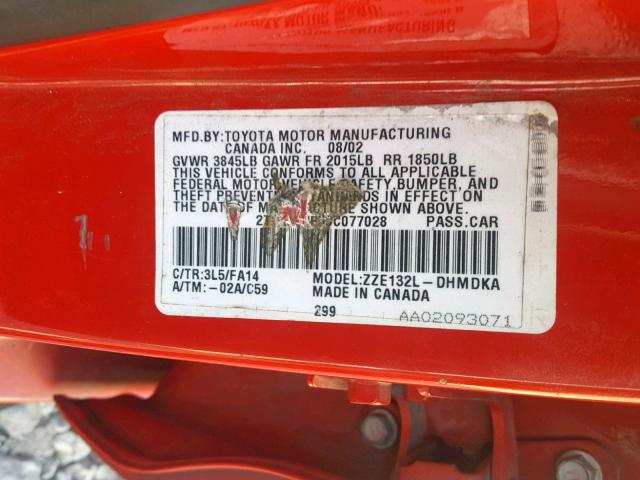 MFD.BY:TOYOTA MOTOR MANUFACTURING
CANADA INC. 08/02
GVWR 3845LB GAWR FR 2015LB RR 1850LB
THIS VEHICLE CONFORMS TO ALL APPLICABLE
FEDERAL MOTOR VEHICLE SAFETY,BUMPER, AND
THEFT PREVENTION STANDARDS IN EFFECT ON
THE DATE OF MANUFACTURE SHOWN ABOVE.
C077028 PASS.CAR
C/TR:3L5/FA14 MODEL:ZZE132L-DHMDKA
A/TM:-02A/C59 MADE IN CANADA
299 AA02093071